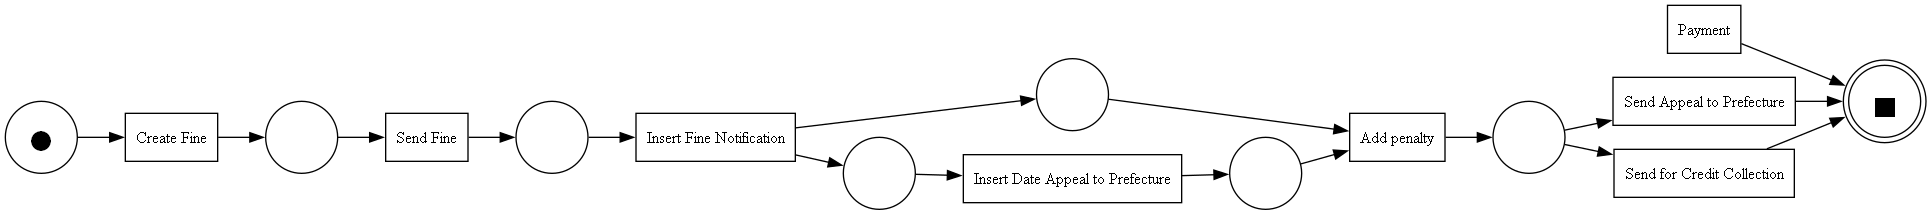 Create Fine
Send Fine
Insert Fine Notification
Insert Date Appeal to Prefecture
Add penalty
Payment
Send Appeal to Prefecture
Send for Credit Collection